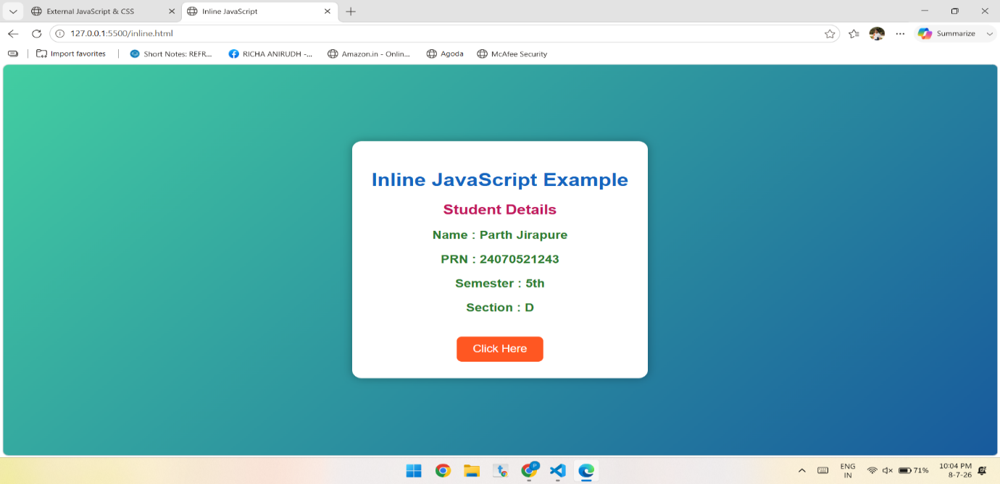 External JavaScript & CSS
Inline JavaScript
127.0.0.1:5500/inline.html
Summarize
Import favorites
Short Notes: REFR...
RICHA ANIRUDH -...
Amazon.in - Onlin...
Agoda
McAfee Security
Inline JavaScript Example
Student Details
Name : Parth Jirapure
PRN : 24070521243
Semester : 5th
Section : D
Click Here
ENG
IN
71%
10:04 PM
8-7-26